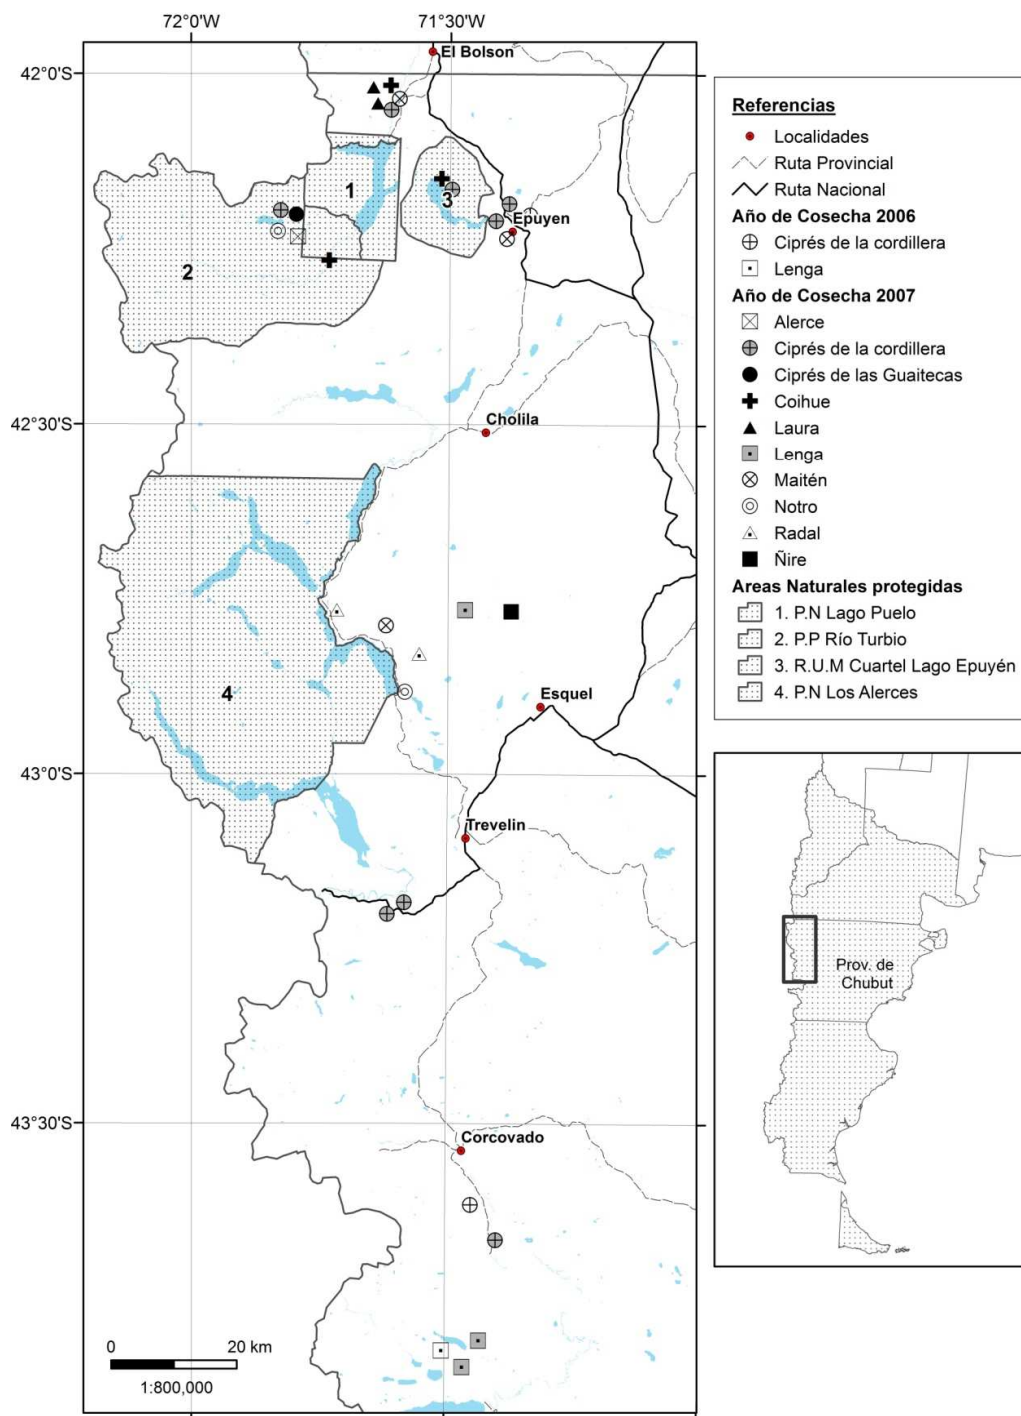 72°0'W
71°30'W
El Bolson
42°0'S
1
3
Epuyen
2
42°30'S
Cholila
4
Esquel
43°0'S
Trevelin
43°30'S
Corcovado
0
20 km
1:800,000
Referencias
Localidades
Ruta Provincial
Ruta Nacional
Año de Cosecha 2006
Ciprés de la cordillera
Lenga
Año de Cosecha 2007
Alerce
Ciprés de la cordillera
Ciprés de las Guaitecas
Coihue
Laura
Lenga
Maitén
Notro
Radal
Ñire
Areas Naturales protegidas
1. P.N Lago Puelo
2. P.P Río Turbio
3. R.U.M Cuartel Lago Epuyén
4. P.N Los Alerces
Prov. de
Chubut